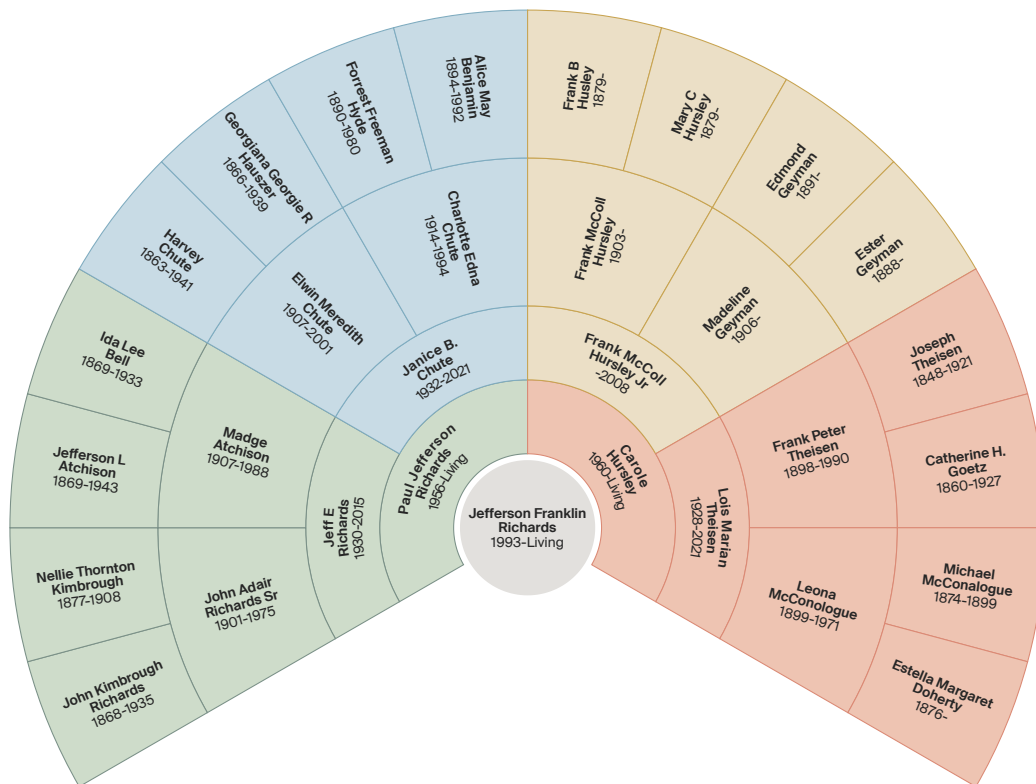 Jefferson Franklin
Richards
1993-Living
Paul Jefferson
Richards
1956-Living
Carole
Hursley
1960-Living
Jeff E
Richards
1930-2015
Janice B.
Chute
1932-2021
Frank McColl
Hursley Jr
-2008
Lois Marian
Theisen
1928-2021
John Adair
Richards Sr
1901-1975
Madge
Atchison
1907-1988
Elwin Meredith
Chute
1907-2001
Charlotte Edna
Chute
1914-1994
Frank McColl
Hursley
1903-
Madeline
Geyman
1906-
Frank Peter
Theisen
1898-1990
Leona
McConologue
1899-1971
John Kimbrough
Richards
1868-1935
Nellie Thornton
Kimbrough
1877-1908
Jefferson L
Atchison
1869-1943
Ida Lee
Bell
1869-1933
Harvey
Chute
1863-1941
Georgiana Georgie R
Hauszer
1866-1939
Forrest Freeman
Hyde
1890-1980
Alice May
Benjamin
1894-1992
Frank B
Husley
1879-
Mary C
Hursley
1879-
Edmond
Geyman
1891-
Ester
Geyman
1888-
Joseph
Theisen
1848-1921
Catherine H.
Goetz
1860-1927
Michael
McConalogue
1874-1899
Estella Margaret
Doherty
1876-